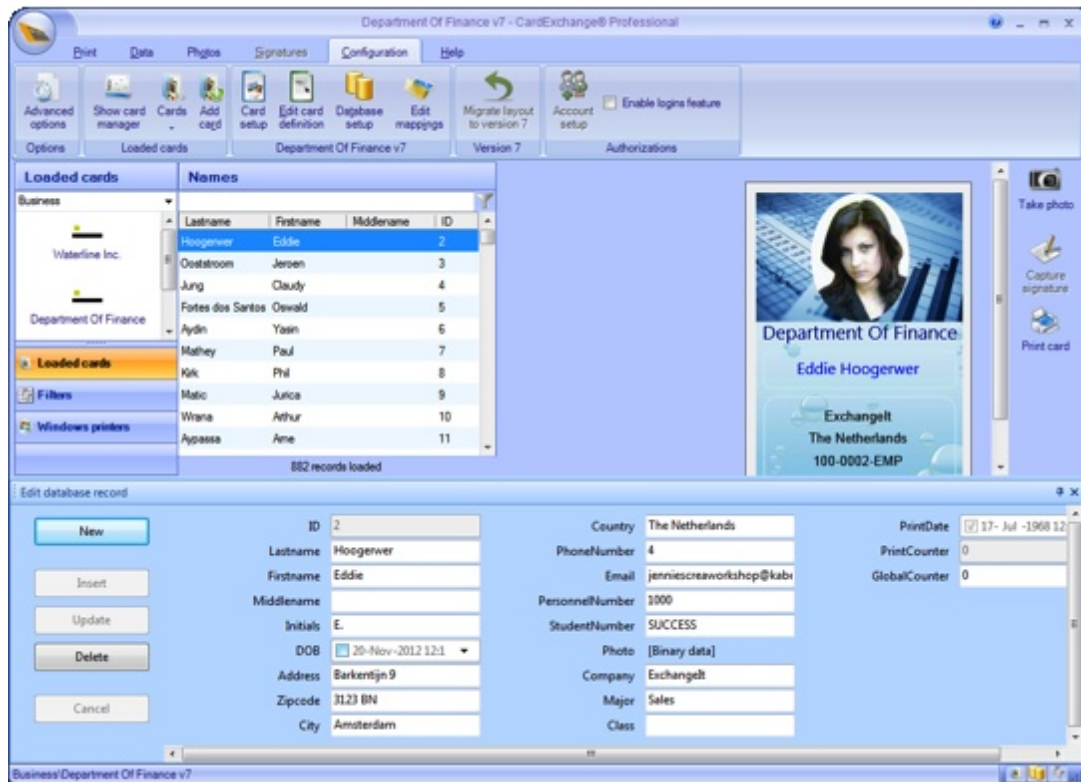 Department Of Finance v7 - CardExchange® Professional
Print Data Photos Signatures Configuration Help
Advanced options
Show card manager
Cards
Add card
Card setup
Edit card definition
Database setup
Edit mappings
Migrate layout to version 7
Account setup
Enable logins feature
Options Loaded cards Department Of Finance v7 Version 7 Authorizations
Loaded cards
Business
Waterline Inc.
Department Of Finance
Loaded cards
Filters
Windows printers
Names
Lastname Firstname Middlename ID
Hoogerwer Eddie 2
Ooststroom Jeroen 3
Jung Claudy 4
Fortes dos Santos Oswald 5
Aydin Yasin 6
Mathey Paul 7
Kirk Phil 8
Matic Jurica 9
Wrana Arthur 10
Aypassa Arne 11
882 records loaded
Department Of Finance
Eddie Hoogerwer
ExchangeIt
The Netherlands
100-0002-EMP
Take photo
Capture signature
Print card
Edit database record
New
Insert
Update
Delete
Cancel
ID 2
Lastname Hoogerwer
Firstname Eddie
Middlename
Initials E.
DOB 20-Nov-2012 12:1
Address Barkentijn 9
Zipcode 3123 BN
City Amsterdam
Country The Netherlands
PhoneNumber 4
Email jenniescreaworkshop@kab
PersonnelNumber 1000
StudentNumber SUCCESS
Photo [Binary data]
Company ExchangeIt
Major Sales
Class
PrintDate 17- Jul -1968 12:
PrintCounter 0
GlobalCounter 0
Business\Department Of Finance v7